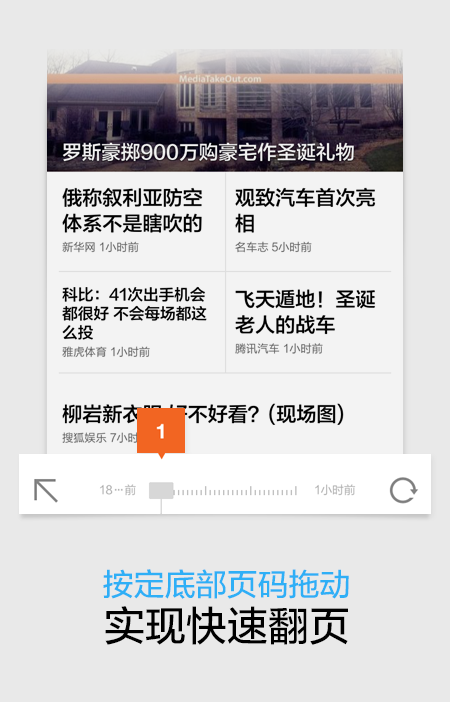 MediaTakeOut.com
罗斯豪掷900万购豪宅作圣诞礼物
俄称叙利亚防空
体系不是瞎吹的
新华网 1小时前
观致汽车首次亮
相
名车志 5小时前
科比：41次出手机会
都很好 不会每场都这
么投
雅虎体育 1小时前
飞天遁地！圣诞
老人的战车
腾讯汽车 1小时前
柳岩新衣 好不好看？（现场图）
搜狐娱乐 7小时
1
18···前
1小时前
按定底部页码拖动
实现快速翻页